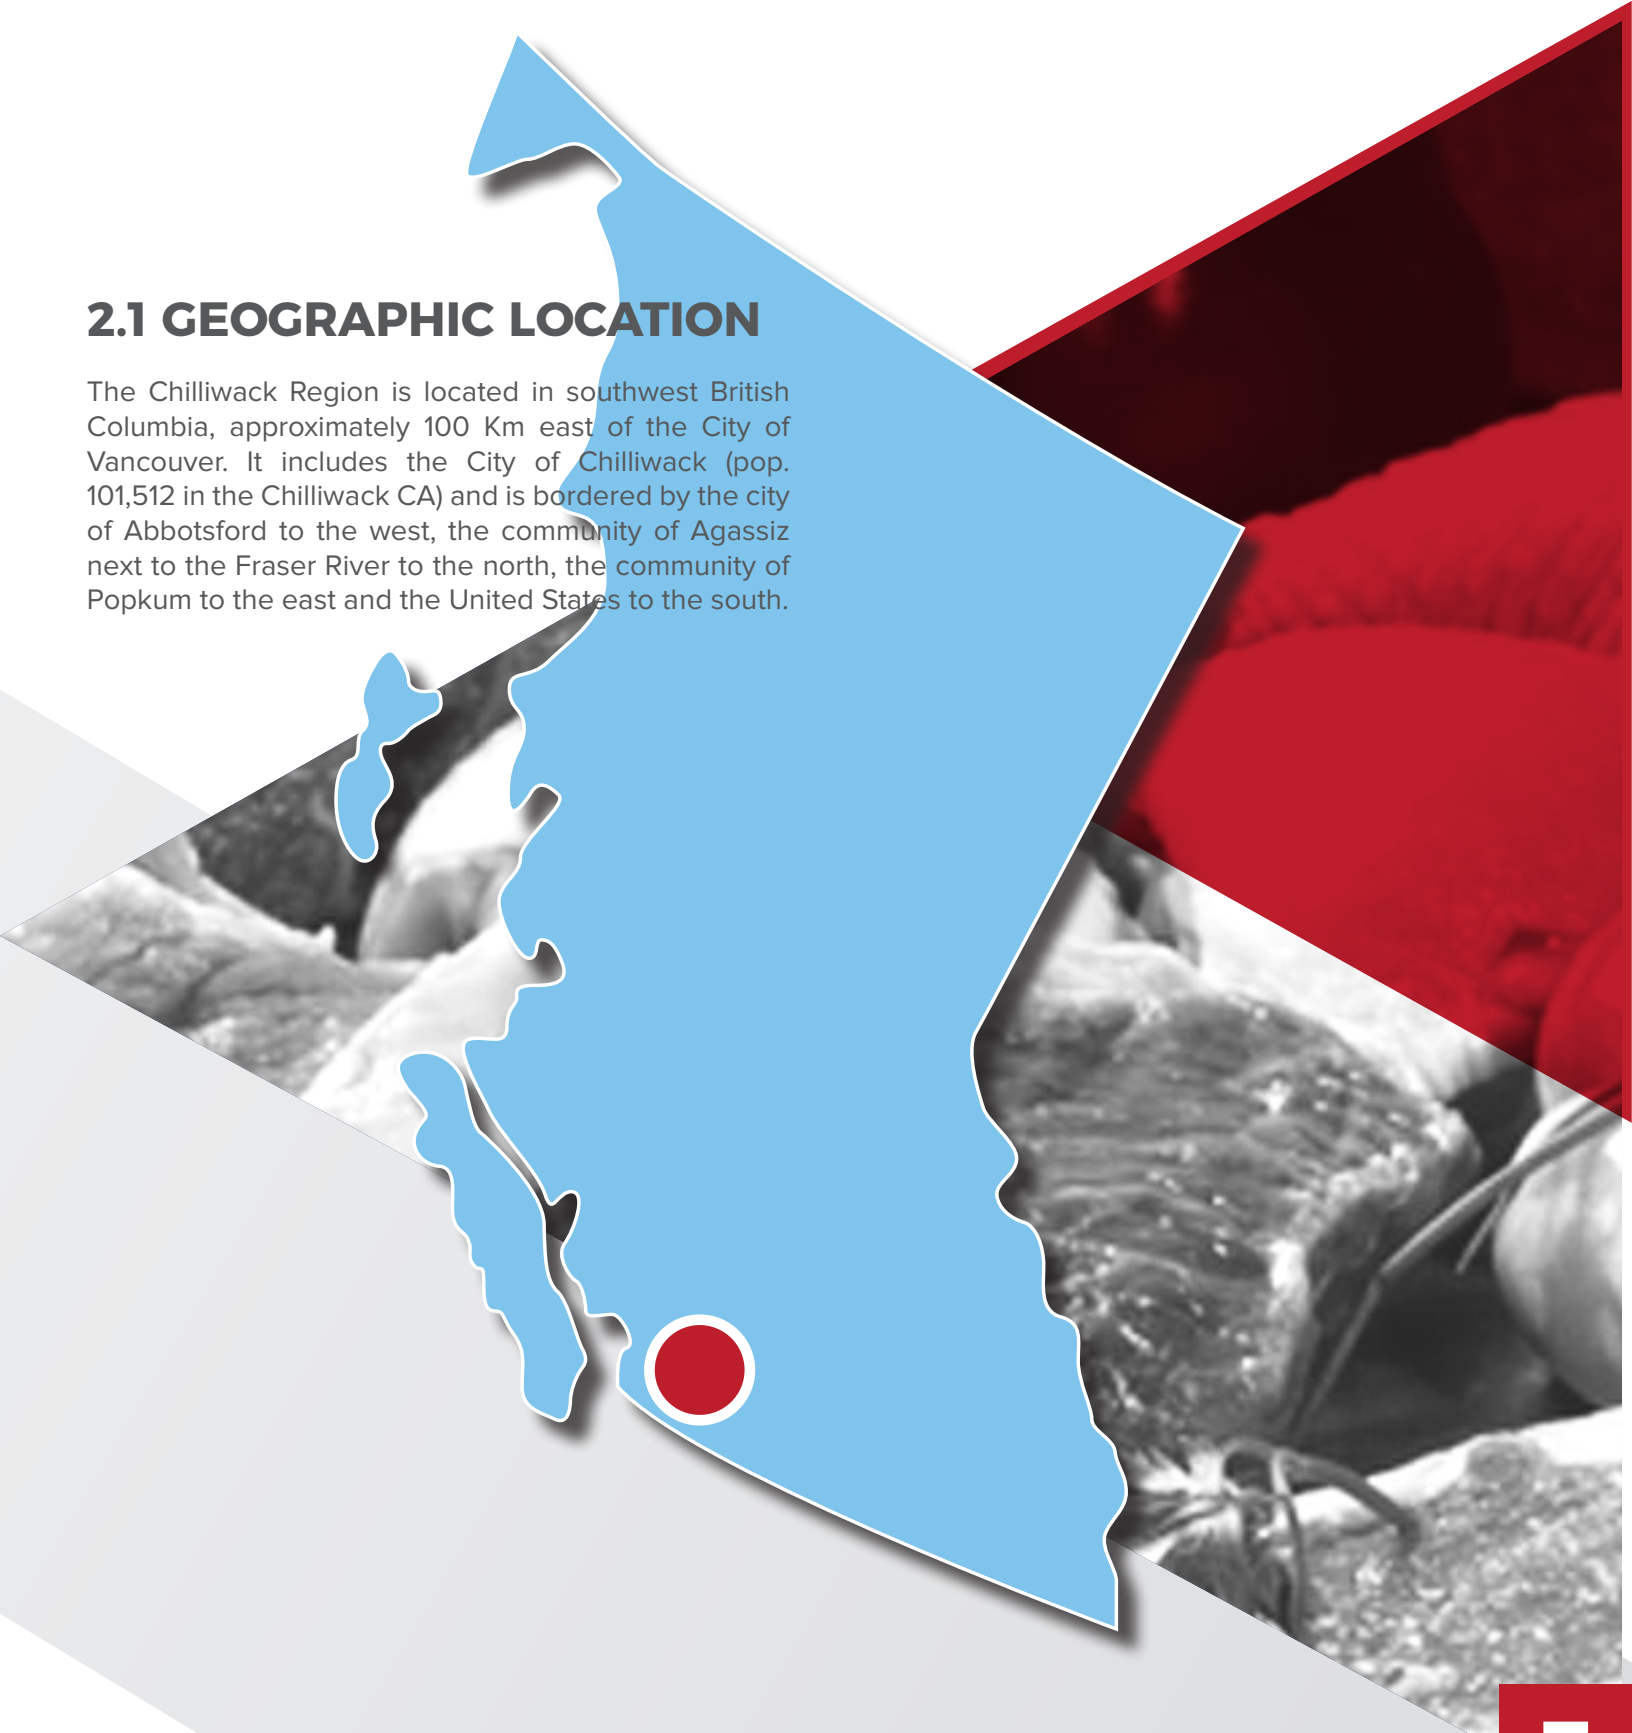 2.1 GEOGRAPHIC LOCATION
The Chilliwack Region is located in southwest British
Columbia, approximately 100 Km east of the City of
Vancouver. It includes the City of Chilliwack (pop.
101,512 in the Chilliwack CA) and is bordered by the city
of Abbotsford to the west, the community of Agassiz
next to the Fraser River to the north, the community of
Popkum to the east and the United States to the south.